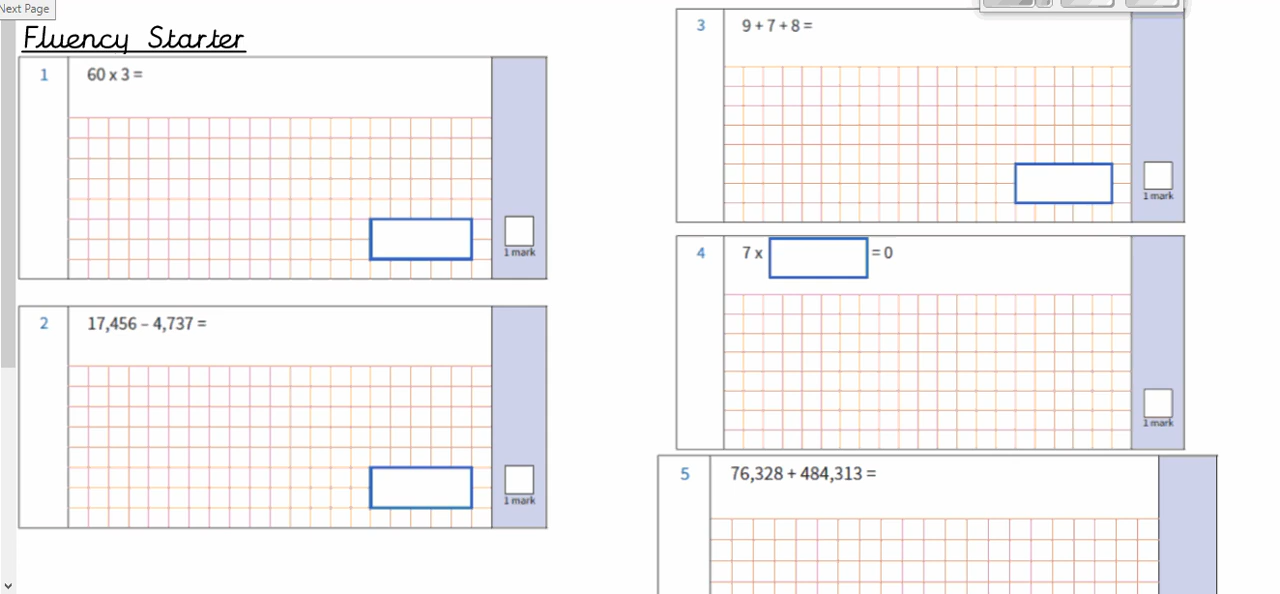 Next Page
Fluency Starter
1 60 x 3 =
1 mark
2 17,456 – 4,737 =
1 mark
3 9 + 7 + 8 =
1 mark
4 7 x = 0
1 mark
5 76,328 + 484,313 =